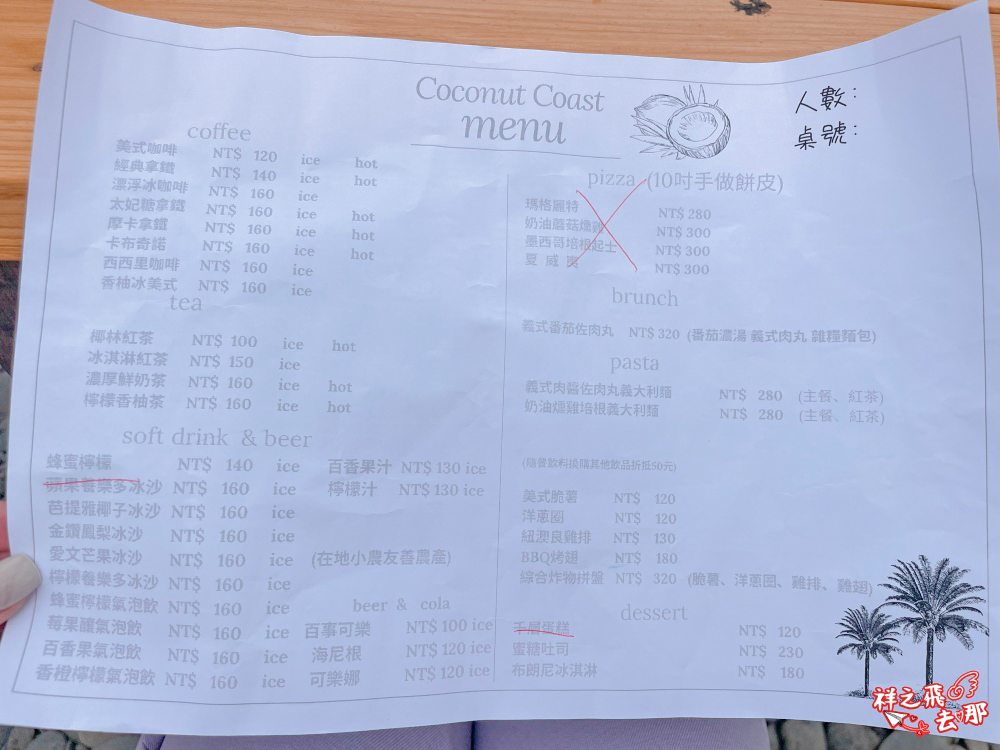 Coconut Coast
menu
人數：
桌號：
coffee
美式咖啡 NT$ 120 ice hot
經典拿鐵 NT$ 140 ice hot
漂浮冰咖啡 NT$ 160 ice
太妃糖拿鐵 NT$ 160 ice hot
摩卡拿鐵 NT$ 160 ice hot
卡布奇諾 NT$ 160 ice hot
西西里咖啡 NT$ 160 ice
香柚冰美式 NT$ 160 ice
tea
椰林紅茶 NT$ 100 ice hot
冰淇淋紅茶 NT$ 150 ice
濃厚鮮奶茶 NT$ 160 ice hot
檸檬香柚茶 NT$ 160 ice hot
soft drink & beer
蜂蜜檸檬 NT$ 140 ice
蘋果養樂多冰沙 NT$ 160 ice
芭提雅椰子冰沙 NT$ 160 ice
金鑽鳳梨冰沙 NT$ 160 ice
愛文芒果冰沙 NT$ 160 ice (在地小農友善農產)
檸檬養樂多冰沙 NT$ 160 ice
蜂蜜檸檬氣泡飲 NT$ 160 ice
莓果釀氣泡飲 NT$ 160 ice
百香果氣泡飲 NT$ 160 ice
香橙檸檬氣泡飲 NT$ 160 ice
百香果汁 NT$ 130 ice
檸檬汁 NT$ 130 ice
beer & cola
百事可樂 NT$ 100 ice
海尼根 NT$ 120 ice
可樂娜 NT$ 120 ice
pizza (10吋手做餅皮)
瑪格麗特 NT$ 280
奶油蘑菇燻雞 NT$ 300
墨西哥培根起士 NT$ 300
夏威夷 NT$ 300
brunch
義式番茄佐肉丸 NT$ 320 (番茄濃湯 義式肉丸 雜糧麵包)
pasta
義式肉醬佐肉丸義大利麵 NT$ 280 (主餐、紅茶)
奶油燻雞培根義大利麵 NT$ 280 (主餐、紅茶)
(隨餐飲料換購其他飲品折抵50元)
美式脆薯 NT$ 120
洋蔥圈 NT$ 120
紐澳良雞排 NT$ 130
BBQ烤翅 NT$ 180
綜合炸物拼盤 NT$ 320 (脆薯、洋蔥圈、雞排、雞翅)
dessert
千層蛋糕 NT$ 120
蜜糖吐司 NT$ 230
布朗尼冰淇淋 NT$ 180
祥之飛
去那